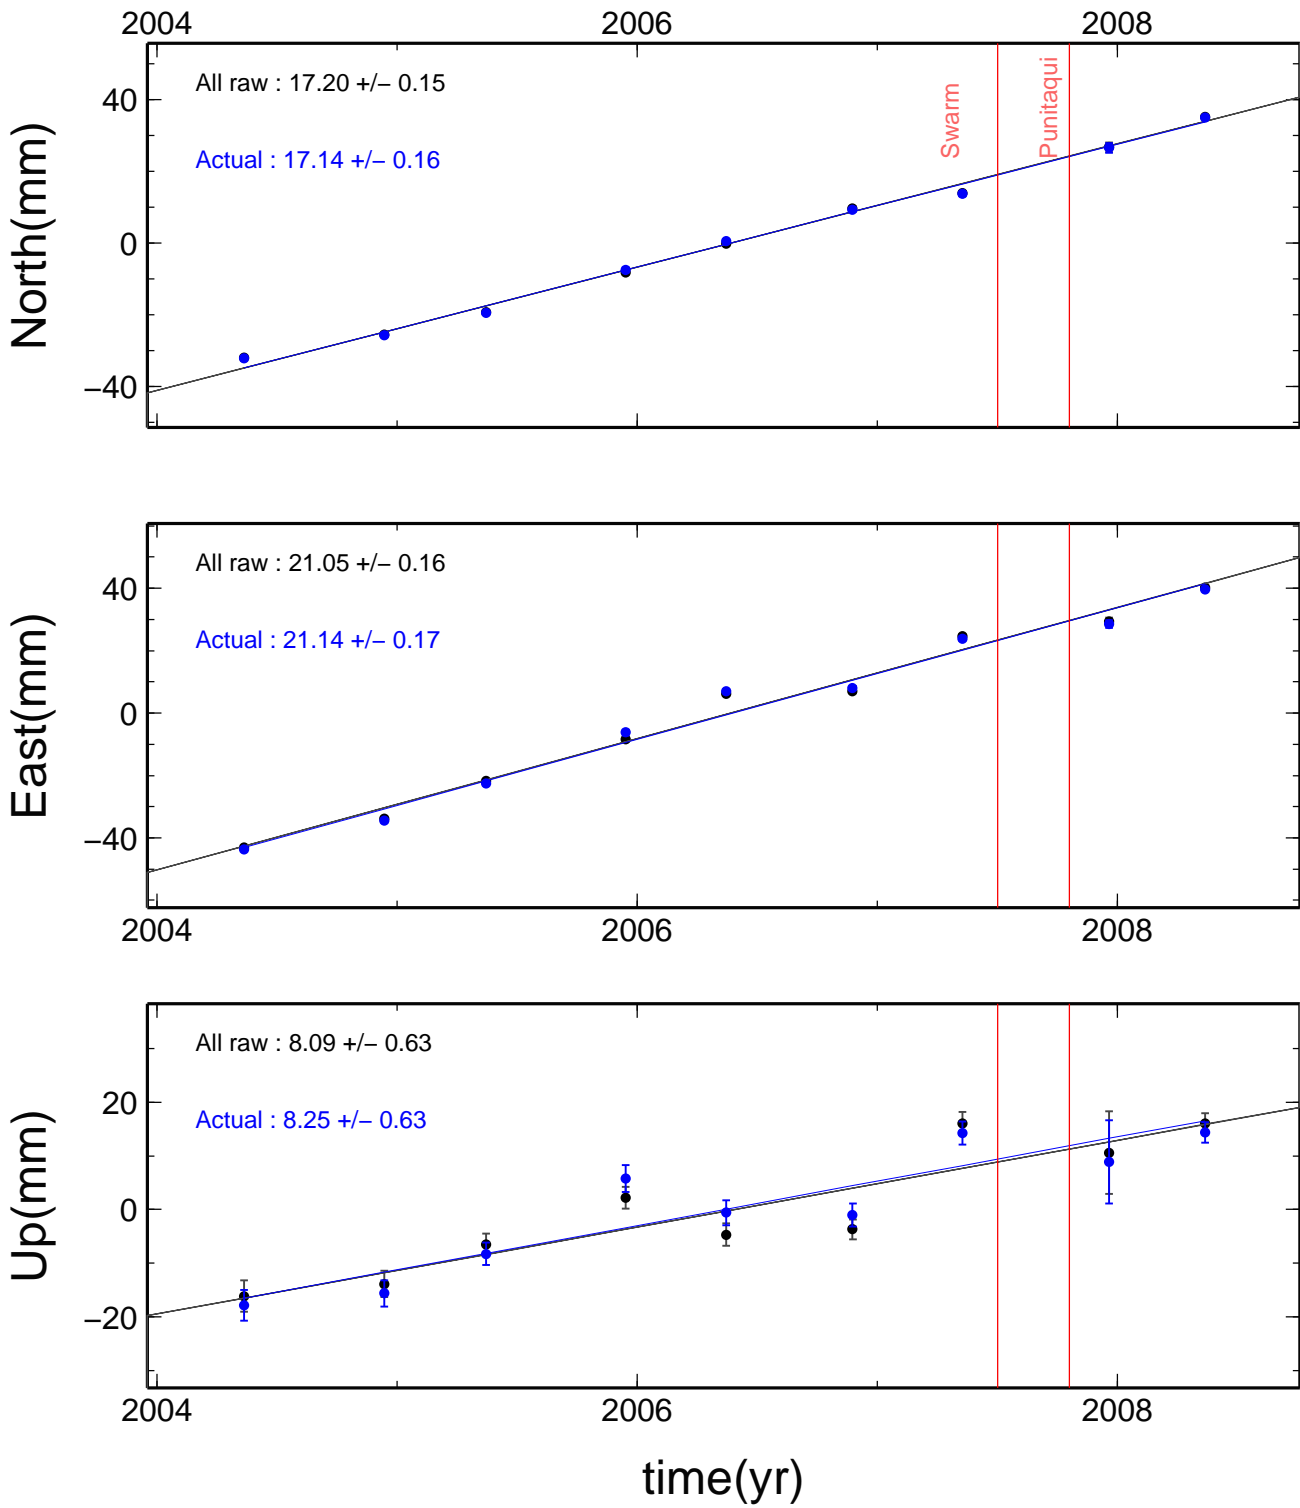 2004 2006 2008
All raw : 17.20 +/− 0.15
Actual : 17.14 +/− 0.16
Swarm
Punitaqui
40
0
−40
North(mm)
All raw : 21.05 +/− 0.16
Actual : 21.14 +/− 0.17
40
0
−40
East(mm)
2004 2006 2008
All raw : 8.09 +/− 0.63
Actual : 8.25 +/− 0.63
20
0
−20
Up(mm)
2004 2006 2008
time(yr)